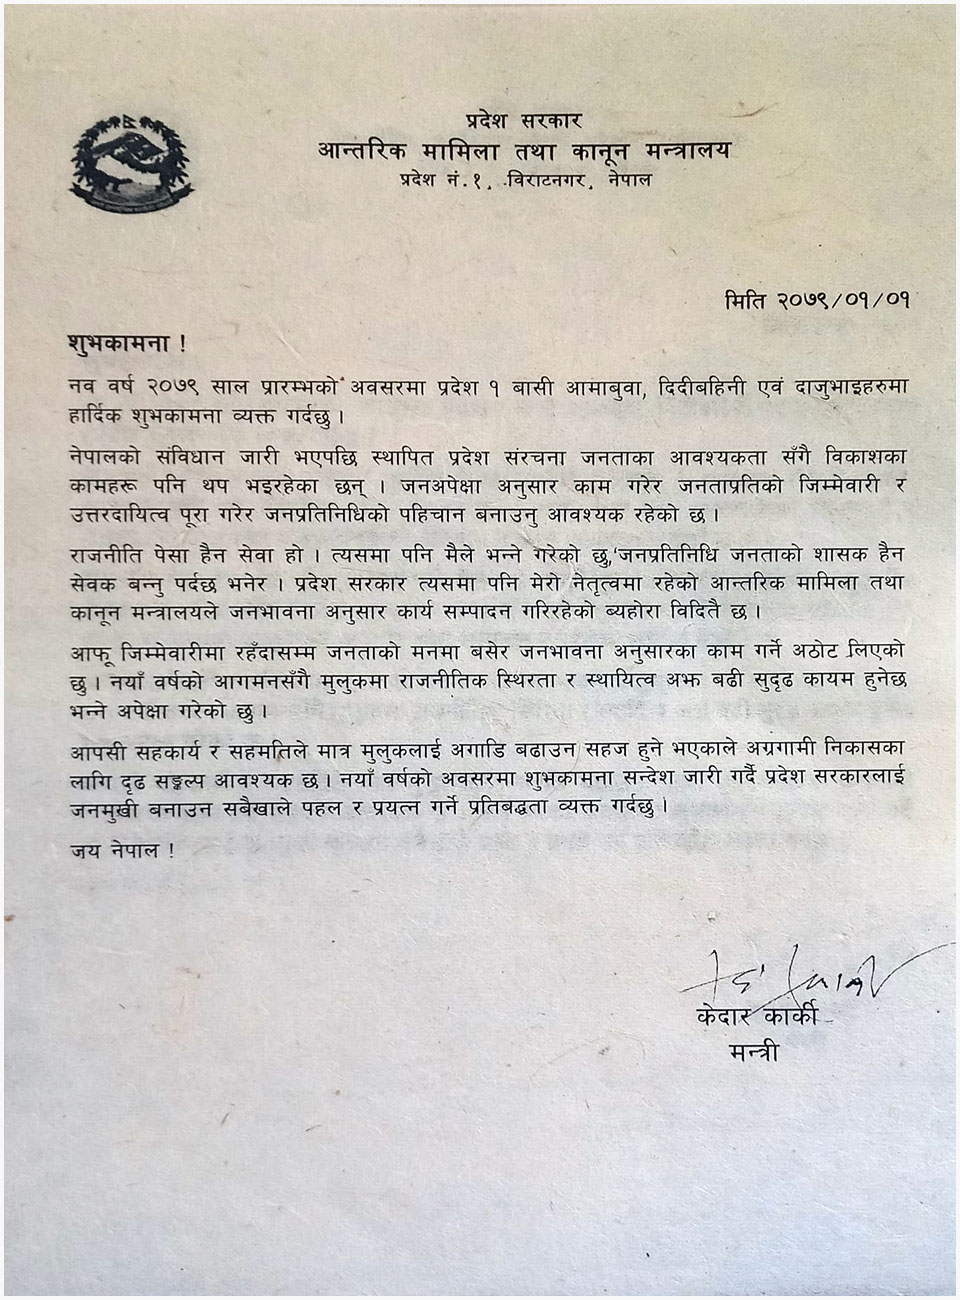 प्रदेश सरकार
आन्तरिक मामिला तथा कानून मन्त्रालय
प्रदेश नं.१, विराटनगर, नेपाल
मिति २०७९/०१/०१
शुभकामना !
नव वर्ष २०७९ साल प्रारम्भको अवसरमा प्रदेश १ बासी आमाबुवा, दिदीबहिनी एवं दाजुभाइहरुमा
हार्दिक शुभकामना व्यक्त गर्दछु ।
नेपालको संविधान जारी भएपछि स्थापित प्रदेश संरचना जनताका आवश्यकता सँगै विकाशका
कामहरू पनि थप भइरहेका छन् । जनअपेक्षा अनुसार काम गरेर जनताप्रतिको जिम्मेवारी र
उत्तरदायित्व पूरा गरेर जनप्रतिनिधिको पहिचान बनाउनु आवश्यक रहेको छ ।
राजनीति पेसा हैन सेवा हो । त्यसमा पनि मैले भन्ने गरेको छु,'जनप्रतिनिधि जनताको शासक हैन
सेवक बन्नु पर्दछ भनेर । प्रदेश सरकार त्यसमा पनि मेरो नेतृत्वमा रहेको आन्तरिक मामिला तथा
कानून मन्त्रालयले जनभावना अनुसार कार्य सम्पादन गरिरहेको ब्यहोरा विदितै छ ।
आफू जिम्मेवारीमा रहँदासम्म जनताको मनमा बसेर जनभावना अनुसारका काम गर्ने अठोट लिएको
छु । नयाँ वर्षको आगमनसँगै मुलुकमा राजनीतिक स्थिरता र स्थायित्व अझ बढी सुदृढ कायम हुनेछ
भन्ने अपेक्षा गरेको छु ।
आपसी सहकार्य र सहमतिले मात्र मुलुकलाई अगाडि बढाउन सहज हुने भएकाले अग्रगामी निकासका
लागि दृढ सङ्कल्प आवश्यक छ । नयाँ वर्षको अवसरमा शुभकामना सन्देश जारी गर्दै प्रदेश सरकारलाई
जनमुखी बनाउन सवैखाले पहल र प्रयत्न गर्ने प्रतिबद्धता व्यक्त गर्दछु ।
जय नेपाल !
केदार कार्की
मन्त्री